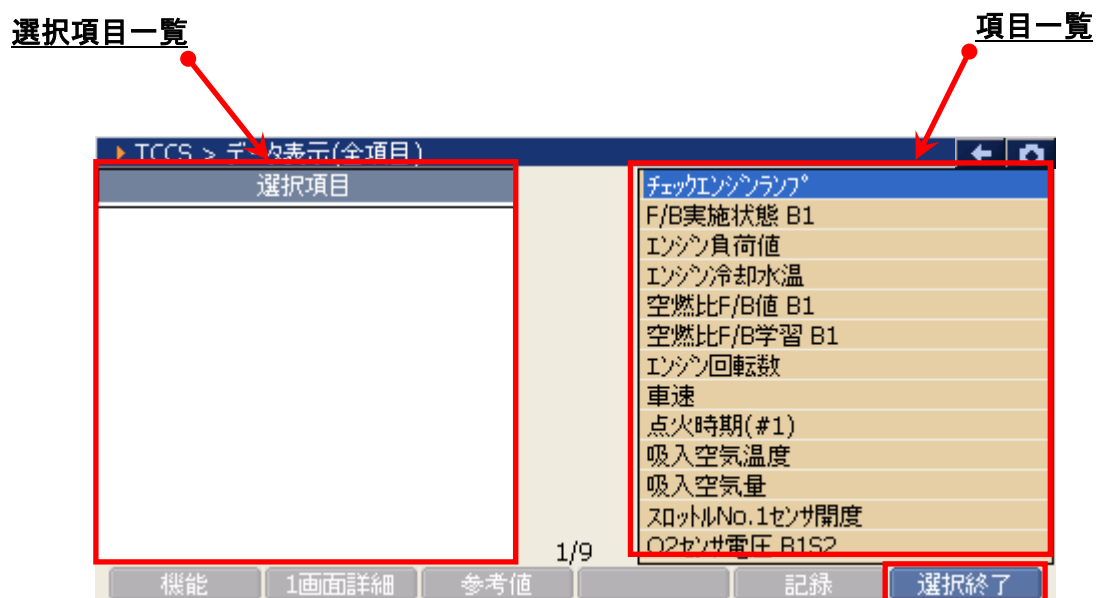 選択項目一覧
項目一覧
TCCS > データ表示(全項目)
選択項目
ﾁｪｯｸｴﾝｼﾞﾝﾗﾝﾌﾟ
F/B実施状態 B1
ｴﾝｼﾞﾝ負荷値
ｴﾝｼﾞﾝ冷却水温
空燃比F/B値 B1
空燃比F/B学習 B1
ｴﾝｼﾞﾝ回転数
車速
点火時期(#1)
吸入空気温度
吸入空気量
ｽﾛｯﾄﾙNo.1ｾﾝｻ開度
O2ｾﾝｻ電圧 B1S2
1/9
機能
1画面詳細
参考値
記録
選択終了